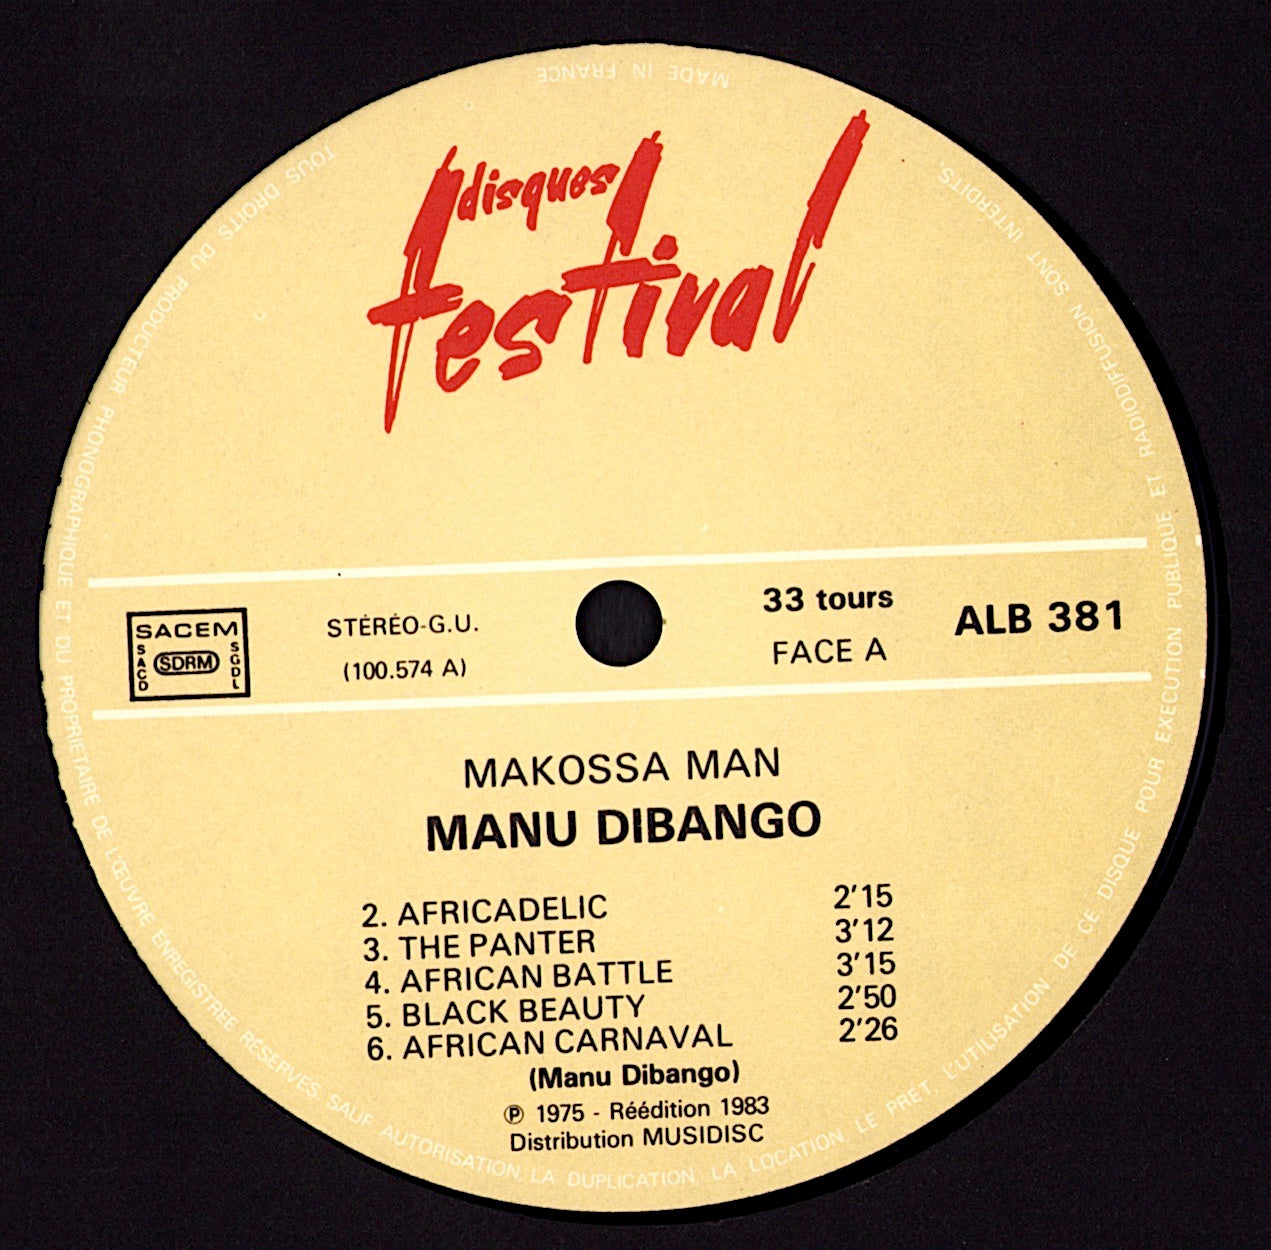 disques
festival
SACEM
SACD
SDRM
SGDL
STÉRÉO-G.U.
(100.574 A)
33 tours
FACE A
ALB 381
MAKOSSA MAN
MANU DIBANGO
2. AFRICADELIC 2'15
3. THE PANTER 3'12
4. AFRICAN BATTLE 3'15
5. BLACK BEAUTY 2'50
6. AFRICAN CARNAVAL 2'26
(Manu Dibango)
Ⓟ 1975 - Réédition 1983
Distribution MUSIDISC
TOUS DROITS DU PRODUCTEUR PHONOGRAPHIQUE ET DU PROPRIETAIRE DE L'ŒUVRE ENREGISTREE RÉSERVES. SAUF AUTORISATION, LA DUPLICATION, LA LOCATION, LE PRET, L'UTILISATION DE CE DISQUE POUR EXECUTION PUBLIQUE ET RADIODIFFUSION SONT INTERDITS.
MADE IN FRANCE